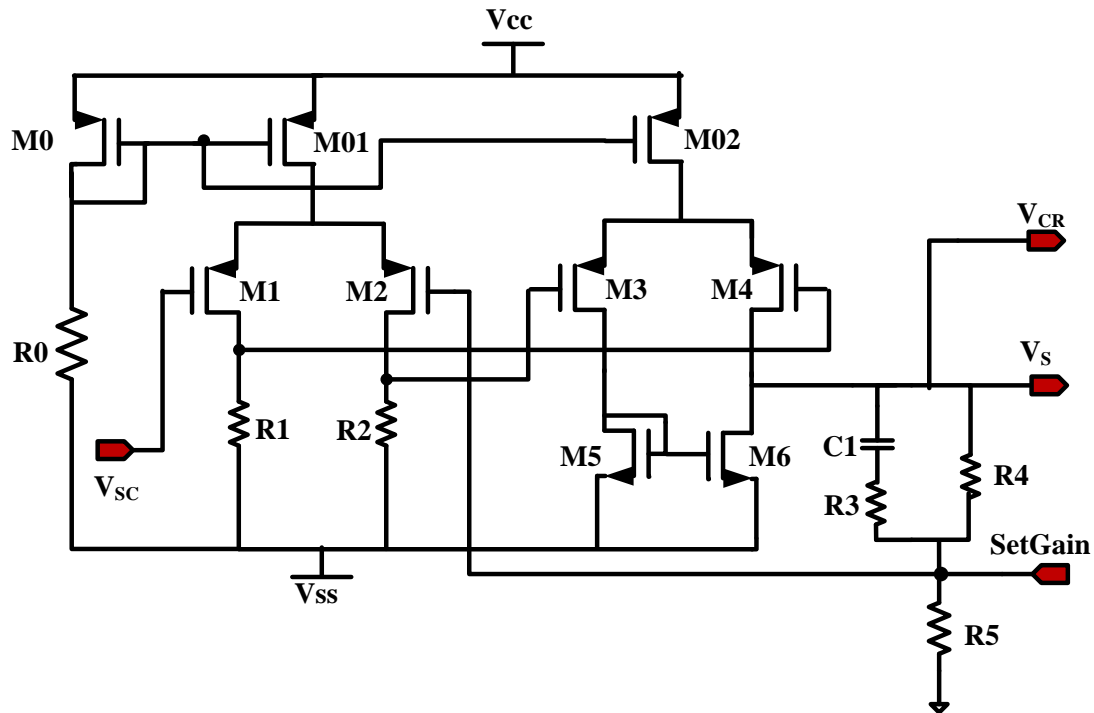 Vcc
M0
M01
M02
V_CR
M1
M2
M3
M4
R0
V_S
R1
R2
C1
M5
M6
R4
V_SC
R3
SetGain
Vss
R5